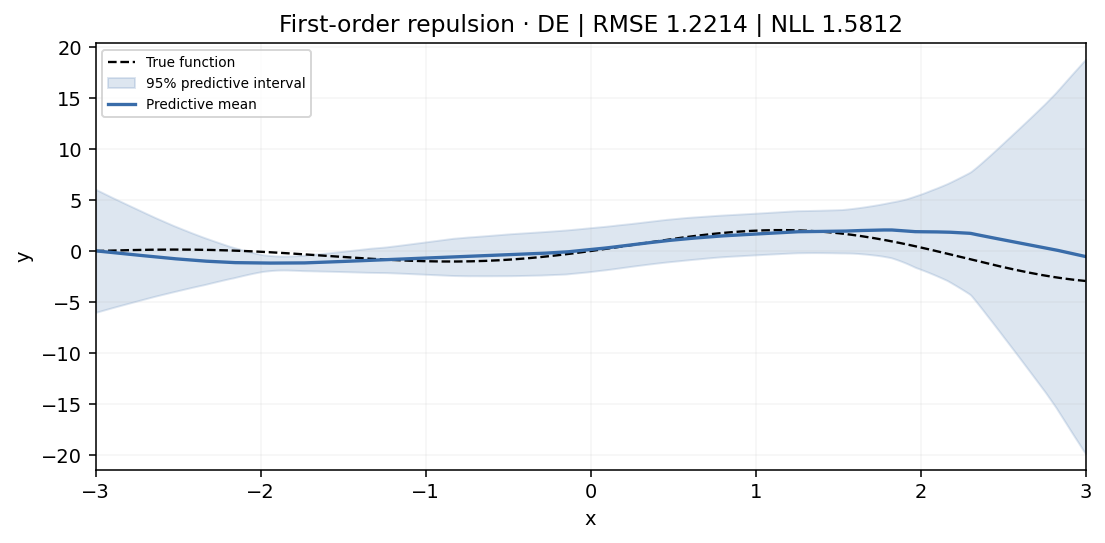 First-order repulsion · DE | RMSE 1.2214 | NLL 1.5812
True function
95% predictive interval
Predictive mean
20
15
10
5
0
−5
−10
−15
−20
y
−3
−2
−1
0
1
2
3
x